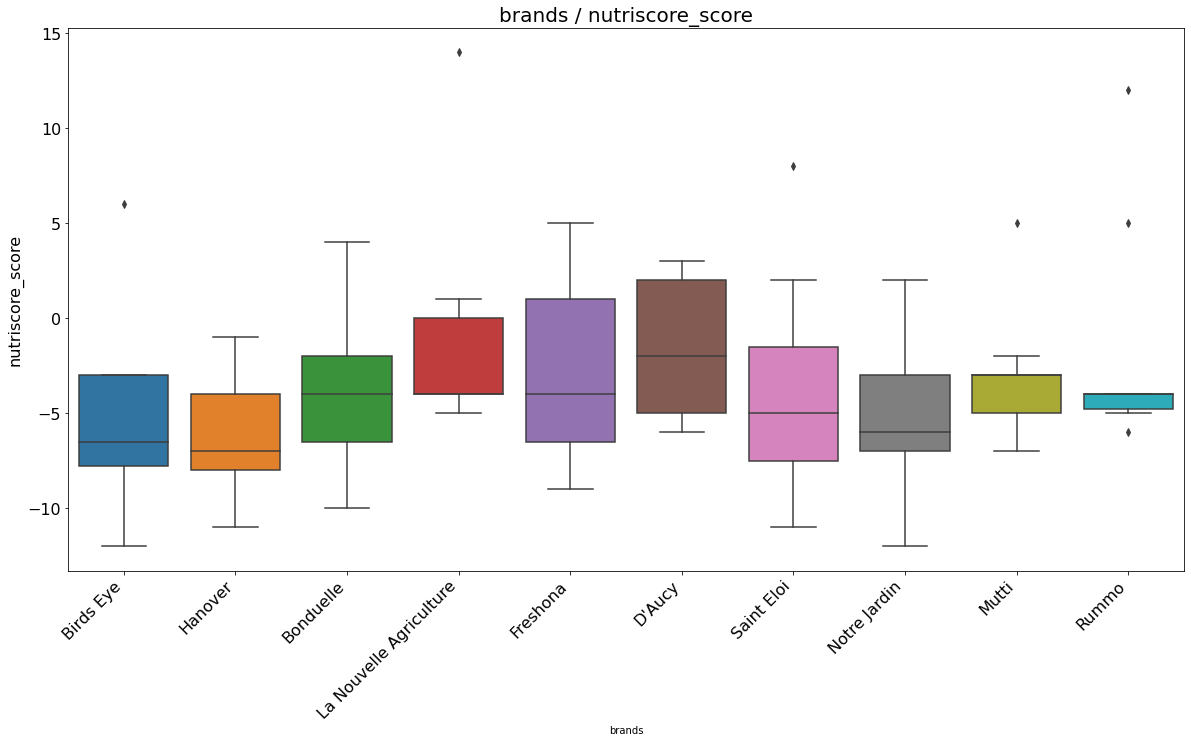 brands / nutriscore_score
nutriscore_score
15
10
5
0
−5
−10
Birds Eye
Hanover
Bonduelle
La Nouvelle Agriculture
Freshona
D'Aucy
Saint Eloi
Notre Jardin
Mutti
Rummo
brands